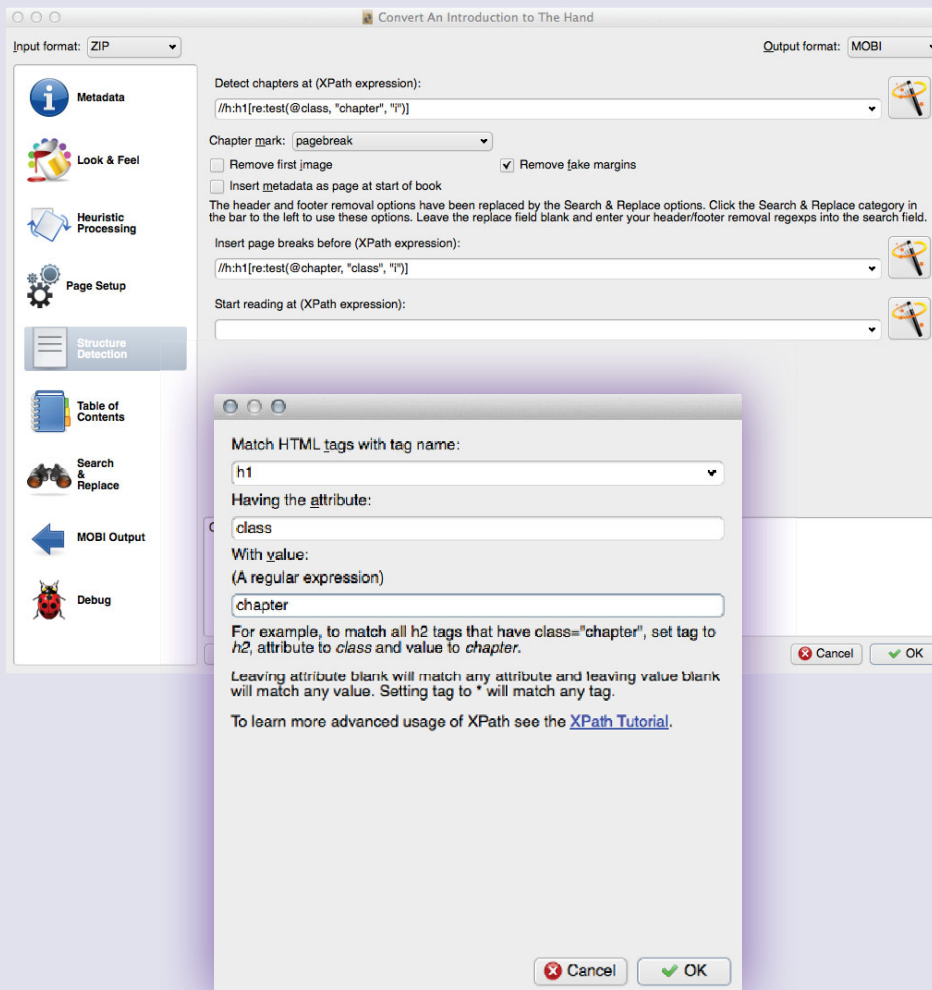 Convert An Introduction to The Hand
Input format: ZIP
Output format: MOBI
Metadata
Look & Feel
Heuristic
Processing
Page Setup
Structure
Detection
Table of
Contents
Search
&
Replace
MOBI Output
Debug
Detect chapters at (XPath expression):
//h:h1[re:test(@class, "chapter", "i")]
Chapter mark: pagebreak
Remove first image
Remove fake margins
Insert metadata as page at start of book
The header and footer removal options have been replaced by the Search & Replace options. Click the Search & Replace category in
the bar to the left to use these options. Leave the replace field blank and enter your header/footer removal regexps into the search field.
Insert page breaks before (XPath expression):
//h:h1[re:test(@chapter, "class", "i")]
Start reading at (XPath expression):
Cancel
OK
Match HTML tags with tag name:
h1
Having the attribute:
class
With value:
(A regular expression)
chapter
For example, to match all h2 tags that have class="chapter", set tag to
h2, attribute to class and value to chapter.
Leaving attribute blank will match any attribute and leaving value blank
will match any value. Setting tag to * will match any tag.
To learn more advanced usage of XPath see the XPath Tutorial.
Cancel
OK